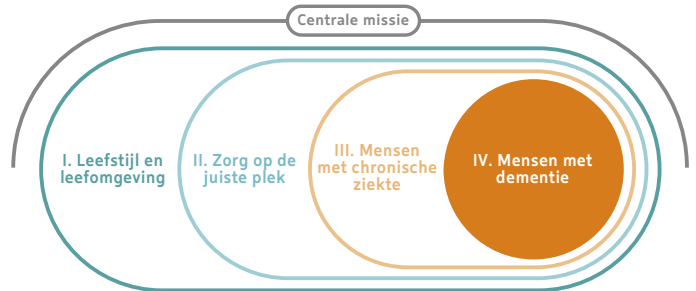 Centrale missie
I. Leefstijl en
leefomgeving
II. Zorg op de
juiste plek
III. Mensen
met chronische
ziekte
IV. Mensen met
dementie